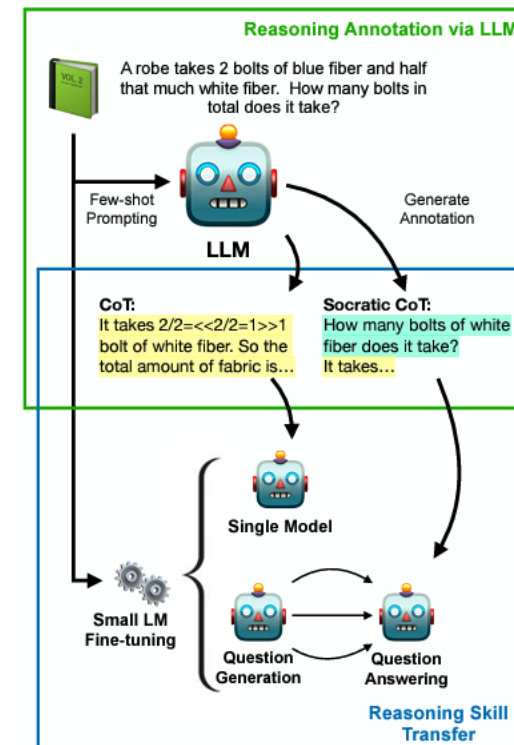 Reasoning Annotation via LLM
VOL. 2
A robe takes 2 bolts of blue fiber and half
that much white fiber. How many bolts in
total does it take?
Few-shot
Prompting
LLM
Generate
Annotation
CoT:
It takes 2/2=<<2/2=1>>1
bolt of white fiber. So the
total amount of fabric is…
Socratic CoT:
How many bolts of white
fiber does it take?
It takes…
Single Model
Small LM
Fine-tuning
Question
Generation
Question
Answering
Reasoning Skill
Transfer